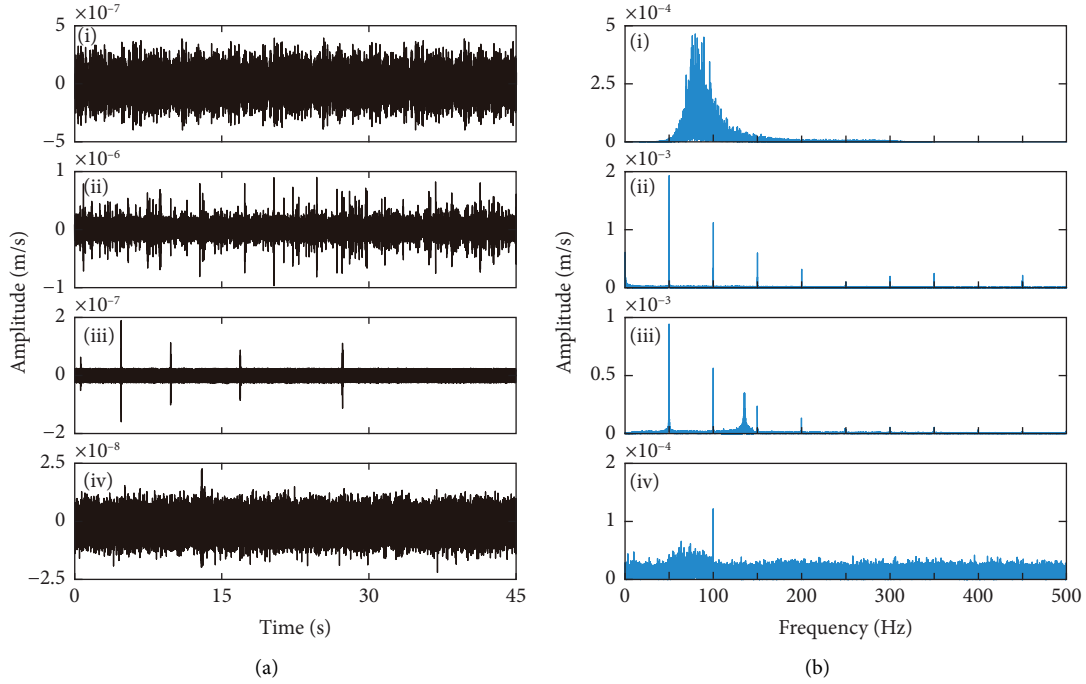 ×10−7
5
(i)
0
−5
×10−6
1
(ii)
0
−1
×10−7
2
(iii)
0
−2
×10−8
2.5
(iv)
0
−2.5
0 15 30 45
Amplitude (m/s)
Time (s)
(a)
×10−4
5
(i)
2.5
0
×10−3
2
(ii)
1
0
×10−3
1
(iii)
0.5
0
×10−4
2
(iv)
1
0
0 100 200 300 400 500
Amplitude (m/s)
Frequency (Hz)
(b)